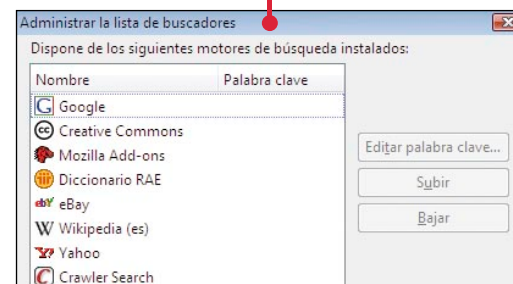 Administrar la lista de buscadores
Dispone de los siguientes motores de búsqueda instalados:
Nombre Palabra clave
Google
Creative Commons
Mozilla Add-ons
Diccionario RAE
eBay
Wikipedia (es)
Yahoo
Crawler Search
Editar palabra clave...
Subir
Bajar